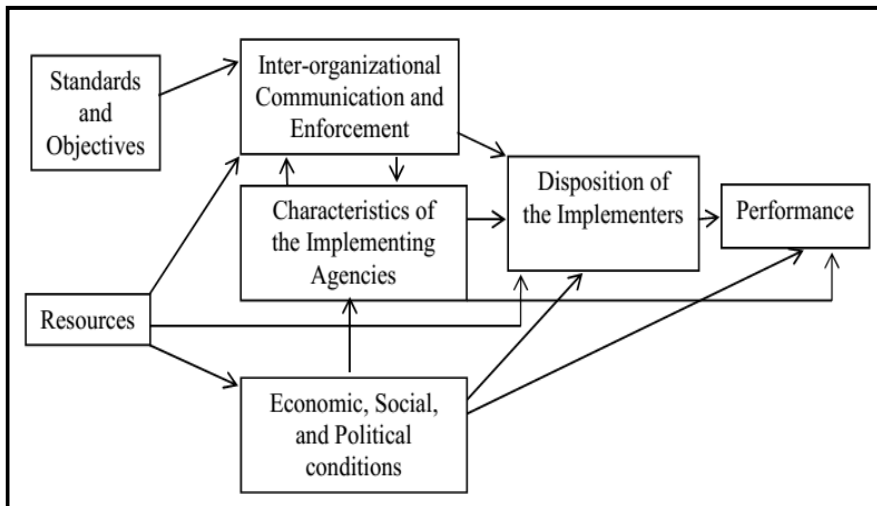 Standards
and
Objectives
Inter-organizational
Communication and
Enforcement
Characteristics of
the Implementing
Agencies
Disposition of
the Implementers
Performance
Resources
Economic, Social,
and Political
conditions